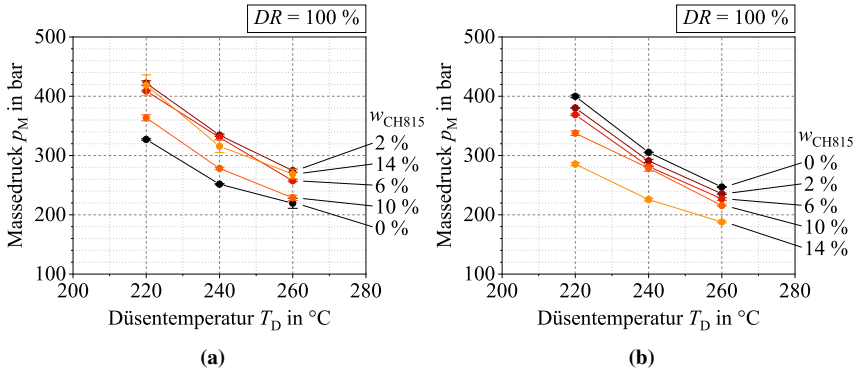 DR = 100 %
500
400
300
200
100
Massedruck pM in bar
wCH815
2 %
14 %
6 %
10 %
0 %
200 220 240 260 280
Düsentemperatur TD in °C
(a)
DR = 100 %
500
400
300
200
100
Massedruck pM in bar
wCH815
0 %
2 %
6 %
10 %
14 %
200 220 240 260 280
Düsentemperatur TD in °C
(b)